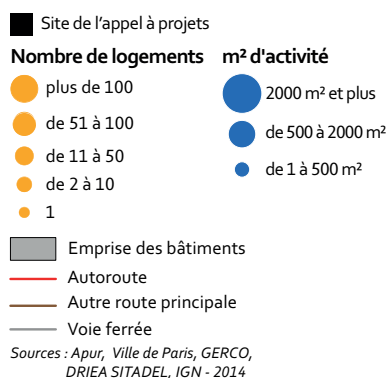 Site de l'appel à projets
Nombre de logements
plus de 100
de 51 à 100
de 11 à 50
de 2 à 10
1
m² d'activité
2000 m² et plus
de 500 à 2000 m²
de 1 à 500 m²
Emprise des bâtiments
Autoroute
Autre route principale
Voie ferrée
Sources : Apur, Ville de Paris, GERCO,
DRIEA SITADEL, IGN - 2014